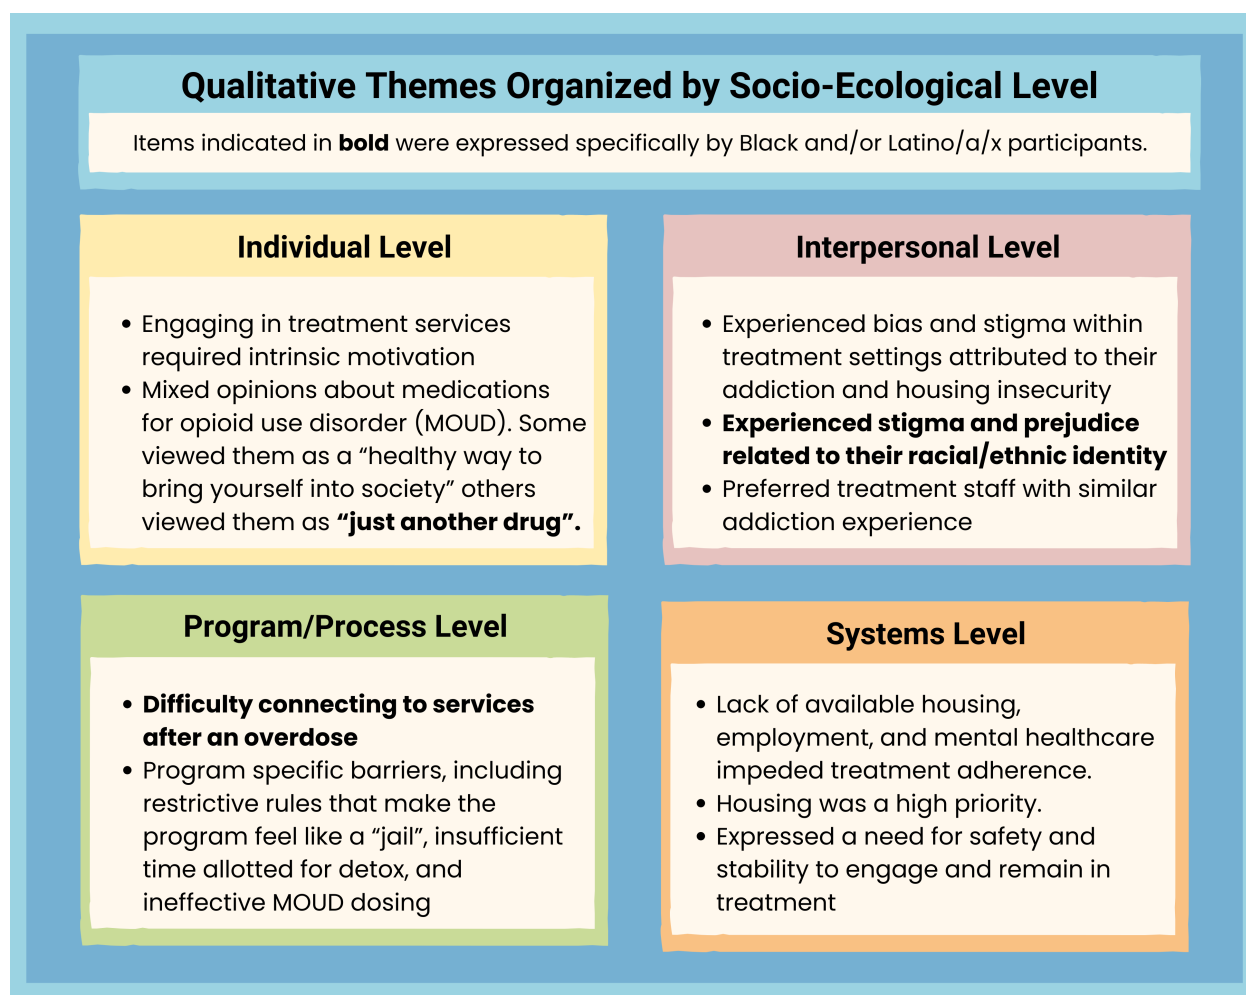 Qualitative Themes Organized by Socio-Ecological Level
Items indicated in bold were expressed specifically by Black and/or Latino/a/x participants.
Individual Level
• Engaging in treatment services
required intrinsic motivation
• Mixed opinions about medications
for opioid use disorder (MOUD). Some
viewed them as a “healthy way to
bring yourself into society” others
viewed them as “just another drug”.
Interpersonal Level
• Experienced bias and stigma within
treatment settings attributed to their
addiction and housing insecurity
• Experienced stigma and prejudice
related to their racial/ethnic identity
• Preferred treatment staff with similar
addiction experience
Program/Process Level
• Difficulty connecting to services
after an overdose
• Program specific barriers, including
restrictive rules that make the
program feel like a “jail”, insufficient
time allotted for detox, and
ineffective MOUD dosing
Systems Level
• Lack of available housing,
employment, and mental healthcare
impeded treatment adherence.
• Housing was a high priority.
• Expressed a need for safety and
stability to engage and remain in
treatment